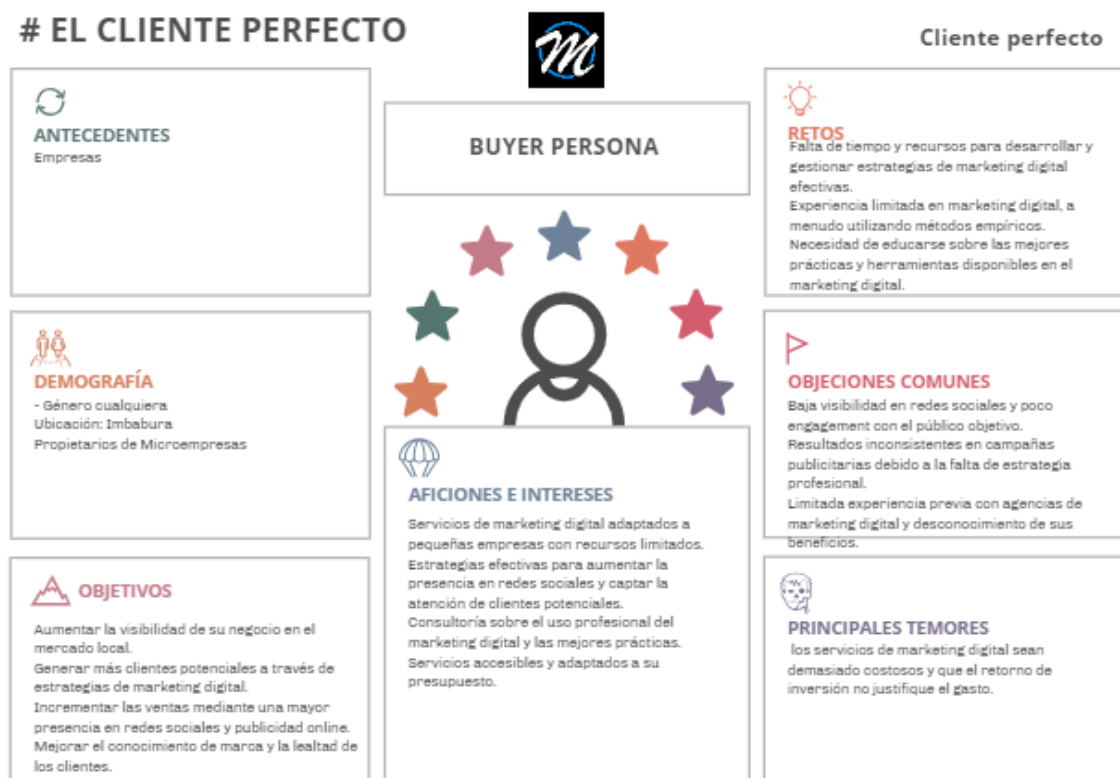 # EL CLIENTE PERFECTO
M
Cliente perfecto
ANTECEDENTES
Empresas
DEMOGRAFÍA
- Género cualquiera
Ubicación: Imbabura
Propietarios de Microempresas
OBJETIVOS
Aumentar la visibilidad de su negocio en el
mercado local.
Generar más clientes potenciales a través de
estrategias de marketing digital.
Incrementar las ventas mediante una mayor
presencia en redes sociales y publicidad online.
Mejorar el conocimiento de marca y la lealtad de
los clientes.
BUYER PERSONA
AFICIONES E INTERESES
Servicios de marketing digital adaptados a
pequeñas empresas con recursos limitados.
Estrategias efectivas para aumentar la
presencia en redes sociales y captar la
atención de clientes potenciales.
Consultoría sobre el uso profesional del
marketing digital y las mejores prácticas.
Servicios accesibles y adaptados a su
presupuesto.
RETOS
Falta de tiempo y recursos para desarrollar y
gestionar estrategias de marketing digital
efectivas.
Experiencia limitada en marketing digital, a
menudo utilizando métodos empíricos.
Necesidad de educarse sobre las mejores
prácticas y herramientas disponibles en el
marketing digital.
OBJECIONES COMUNES
Baja visibilidad en redes sociales y poco
engagement con el público objetivo.
Resultados inconsistentes en campañas
publicitarias debido a la falta de estrategia
profesional.
Limitada experiencia previa con agencias de
marketing digital y desconocimiento de sus
beneficios.
PRINCIPALES TEMORES
los servicios de marketing digital sean
demasiado costosos y que el retorno de
inversión no justifique el gasto.